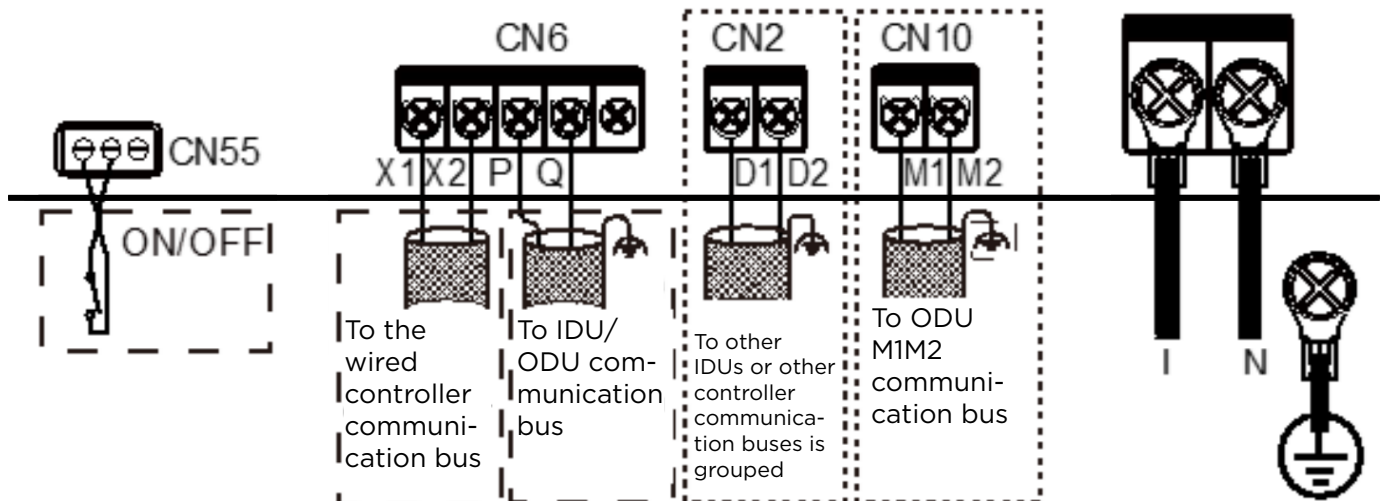 CN55
ON/OFF
CN6
X1 X2 P Q
To the
wired
controller
communi-
cation bus
To IDU/
ODU com-
munication
bus
CN2
D1 D2
To other
IDUs or other
controller
communica-
tion buses is
grouped
CN10
M1 M2
To ODU
M1M2
communi-
cation bus
l N